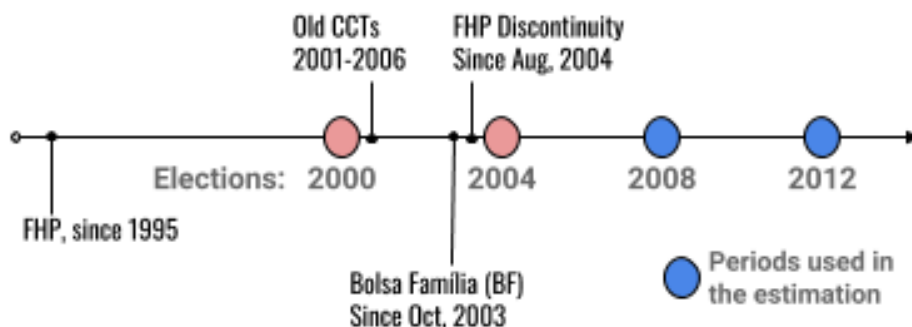 Old CCTs
2001-2006
FHP Discontinuity
Since Aug, 2004
Elections: 2000 2004 2008 2012
FHP, since 1995
Bolsa Família (BF)
Since Oct, 2003
Periods used in
the estimation